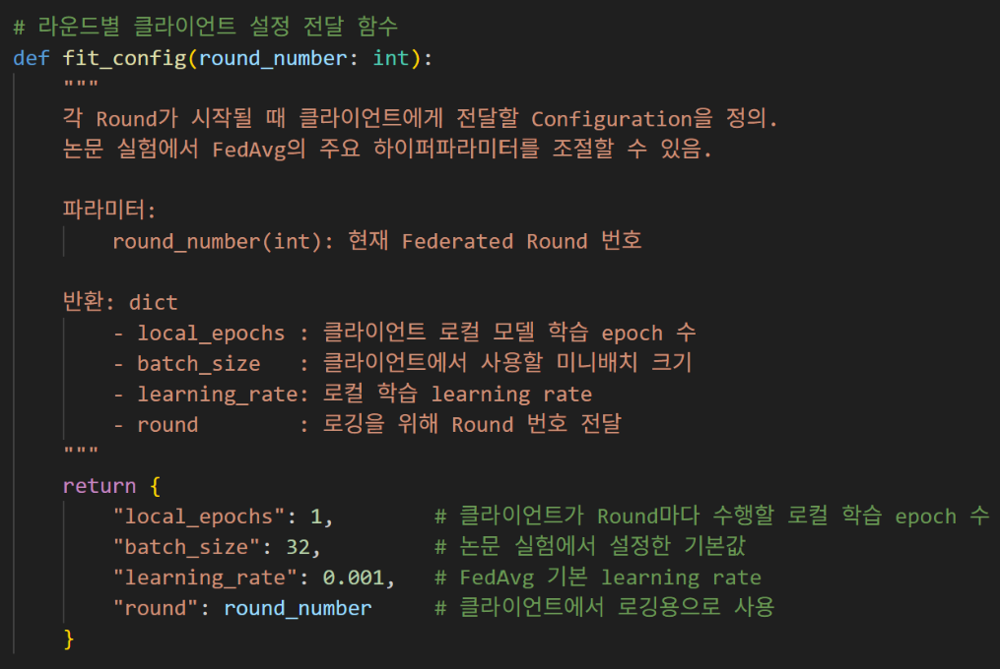 # 라운드별 클라이언트 설정 전달 함수
def fit_config(round_number: int):
    """
    각 Round가 시작될 때 클라이언트에게 전달할 Configuration을 정의.
    논문 실험에서 FedAvg의 주요 하이퍼파라미터를 조절할 수 있음.

    파라미터:
        round_number(int): 현재 Federated Round 번호

    반환: dict
        - local_epochs : 클라이언트 로컬 모델 학습 epoch 수
        - batch_size   : 클라이언트에서 사용할 미니배치 크기
        - learning_rate: 로컬 학습 learning rate
        - round        : 로깅을 위해 Round 번호 전달
    """
    return {
        "local_epochs": 1,        # 클라이언트가 Round마다 수행할 로컬 학습 epoch 수
        "batch_size": 32,         # 논문 실험에서 설정한 기본값
        "learning_rate": 0.001,   # FedAvg 기본 learning rate
        "round": round_number     # 클라이언트에서 로깅용으로 사용
    }